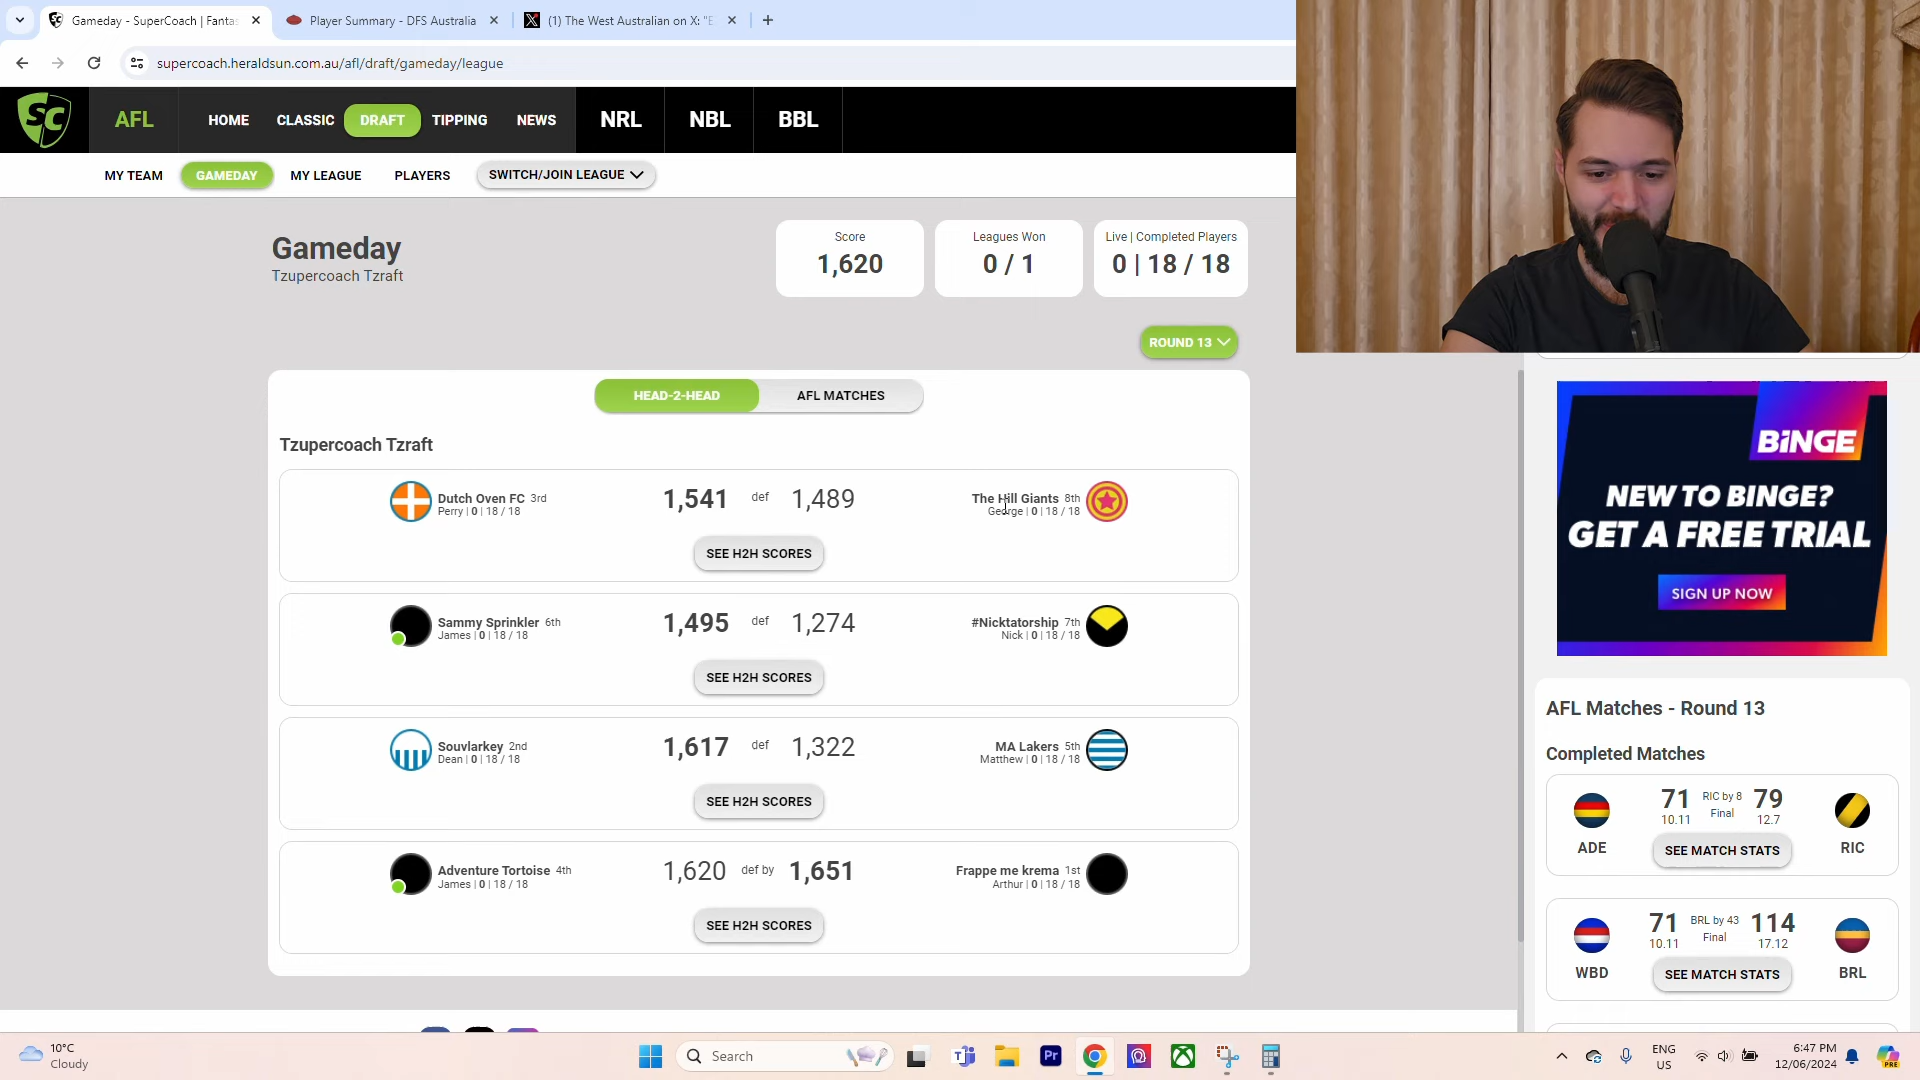 Gameday - SuperCoach | Fantas
Player Summary - DFS Australia
(1) The West Australian on X: "E
supercoach.heraldsun.com.au/afl/draft/gameday/league
SC
AFL
HOME
CLASSIC
DRAFT
TIPPING
NEWS
NRL
NBL
BBL
MY TEAM
GAMEDAY
MY LEAGUE
PLAYERS
SWITCH/JOIN LEAGUE
Gameday
Tzupercoach Tzraft
Score
1,620
Leagues Won
0 / 1
Live | Completed Players
0 | 18 / 18
ROUND 13
HEAD-2-HEAD
AFL MATCHES
Tzupercoach Tzraft
Dutch Oven FC 3rd
Perry | 0 | 18 / 18
1,541 def 1,489
The Hill Giants 8th
George | 0 | 18 / 18
SEE H2H SCORES
Sammy Sprinkler 6th
James | 0 | 18 / 18
1,495 def 1,274
#Nicktatorship 7th
Nick | 0 | 18 / 18
SEE H2H SCORES
Souvlarkey 2nd
Dean | 0 | 18 / 18
1,617 def 1,322
MA Lakers 5th
Matthew | 0 | 18 / 18
SEE H2H SCORES
Adventure Tortoise 4th
James | 0 | 18 / 18
1,620 def by 1,651
Frappe me krema 1st
Arthur | 0 | 18 / 18
SEE H2H SCORES
BINGE
NEW TO BINGE?
GET A FREE TRIAL
SIGN UP NOW
AFL Matches - Round 13
Completed Matches
71 RIC by 8 79
10.11 Final 12.7
ADE
SEE MATCH STATS
RIC
71 BRL by 43 114
10.11 Final 17.12
WBD
SEE MATCH STATS
BRL
10°C
Cloudy
Search
Pr
ENG
US
6:47 PM
12/06/2024
PRE